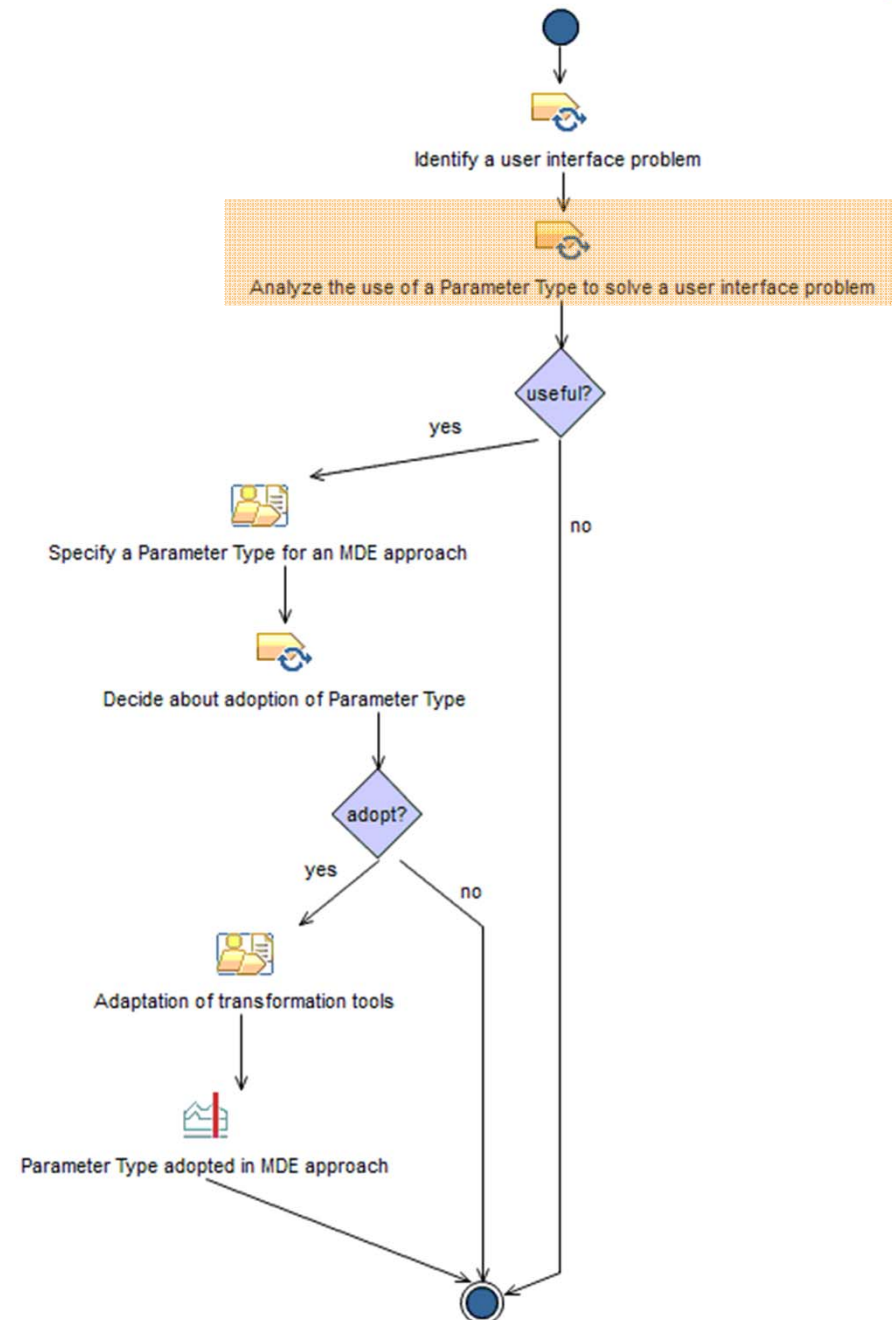 Identify a user interface problem
Analyze the use of a Parameter Type to solve a user interface problem
useful?
yes
no
Specify a Parameter Type for an MDE approach
Decide about adoption of Parameter Type
adopt?
yes
no
Adaptation of transformation tools
Parameter Type adopted in MDE approach